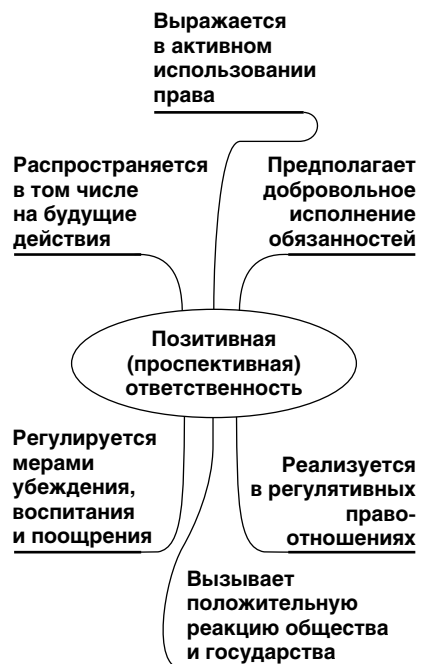 Выражается
в активном
использовании
права
Распространяется
в том числе
на будущие
действия
Предполагает
добровольное
исполнение
обязанностей
Позитивная
(проспективная)
ответственность
Регулируется
мерами
убеждения,
воспитания
и поощрения
Реализуется
в регулятивных
право-
отношениях
Вызывает
положительную
реакцию общества
и государства